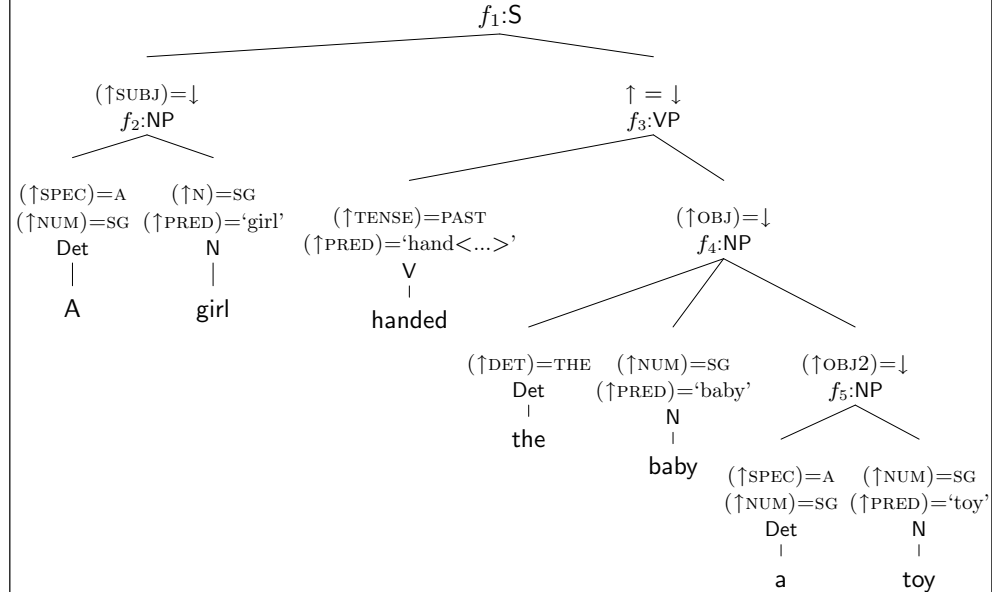 f₁:S
(↑SUBJ)=↓
f₂:NP
↑ = ↓
f₃:VP
(↑SPEC)=A
(↑NUM)=SG
Det
A
(↑N)=SG
(↑PRED)=‘girl’
N
girl
(↑TENSE)=PAST
(↑PRED)=‘hand<...>’
V
handed
(↑OBJ)=↓
f₄:NP
(↑DET)=THE
Det
the
(↑NUM)=SG
(↑PRED)=‘baby’
N
baby
(↑OBJ2)=↓
f₅:NP
(↑SPEC)=A
(↑NUM)=SG
Det
a
(↑NUM)=SG
(↑PRED)=‘toy’
N
toy